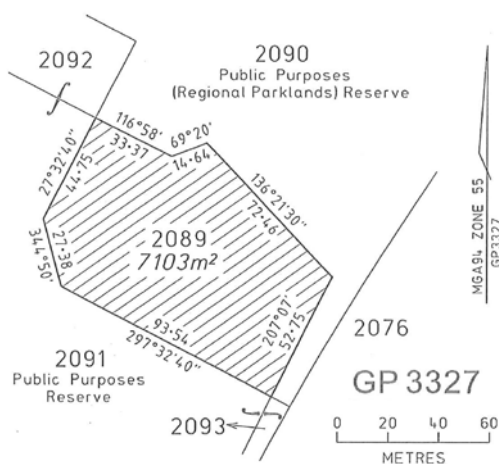 2092
2090
Public Purposes
(Regional Parklands) Reserve
116°58'
33·37
69°20'
14·64
27°32'40"
44·75
136°21'30"
72·46
MGA94 ZONE 55
GP3327
344°50'
27·38
2089
7103m²
207°07'
52·75
93·54
297°32'40"
2076
2091
Public Purposes
Reserve
GP 3327
2093
0 20 40 60
METRES